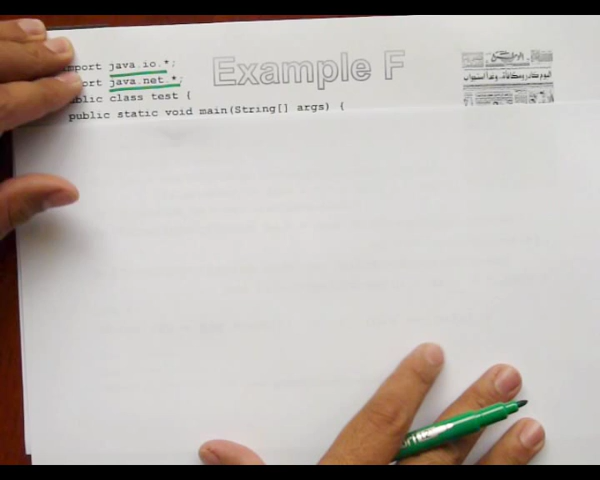 import java.io.*;
import java.net.*;
public class test {
public static void main(String[] args) {
Example F